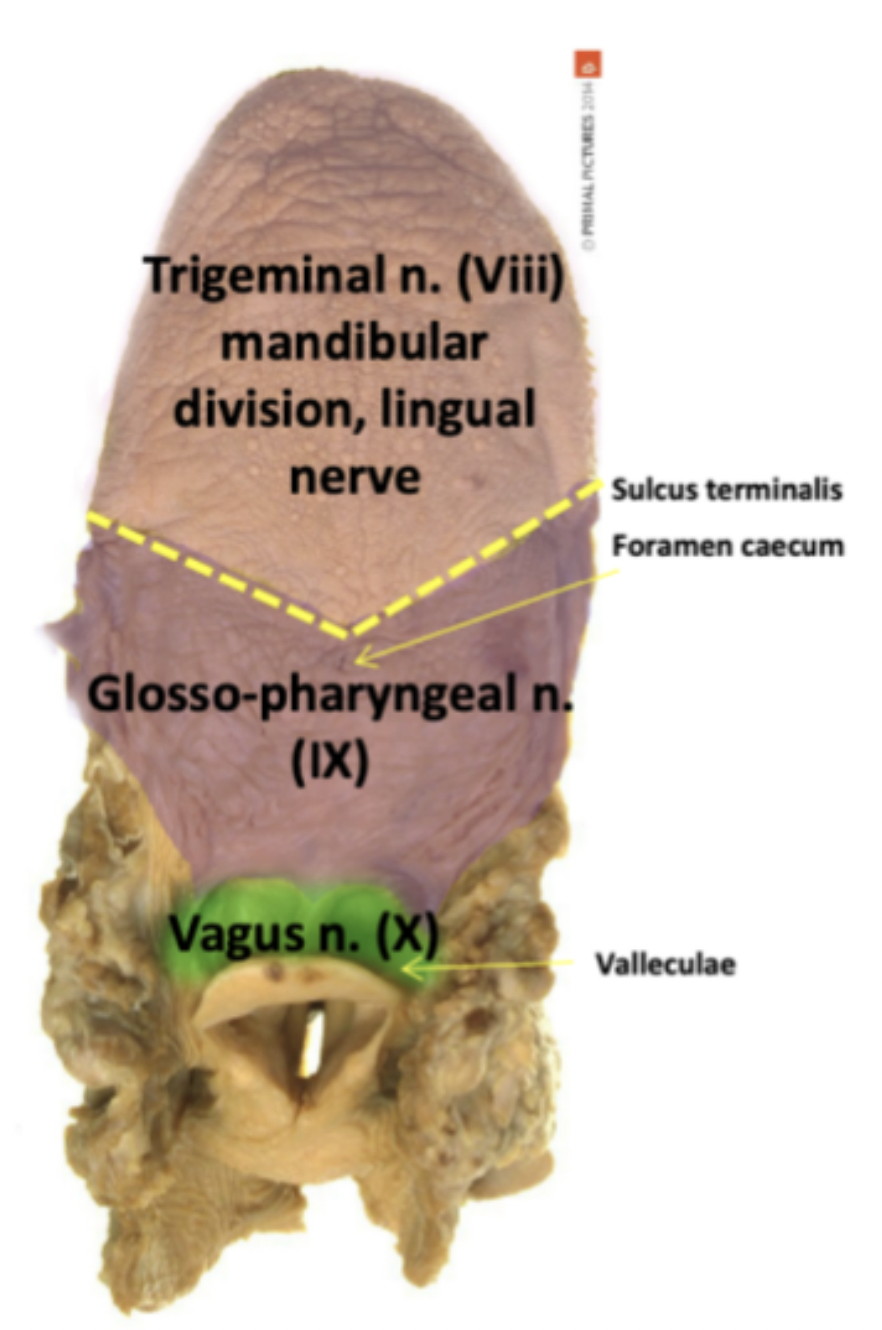 © PRIMAL PICTURES 2014
Trigeminal n. (Viii)
mandibular
division, lingual
nerve
Sulcus terminalis
Foramen caecum
Glosso-pharyngeal n.
(IX)
Vagus n. (X)
Valleculae